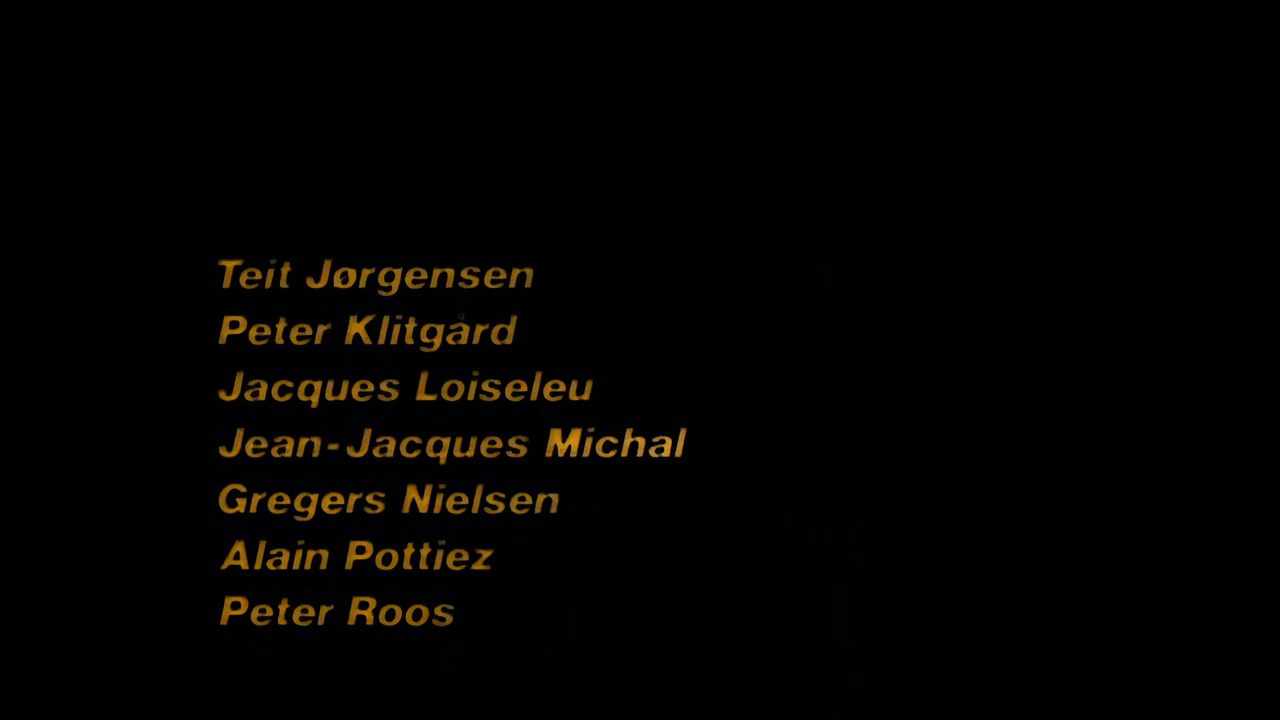 Teit Jørgensen
Peter Klitgård
Jacques Loiseleu
Jean-Jacques Michal
Gregers Nielsen
Alain Pottiez
Peter Roos